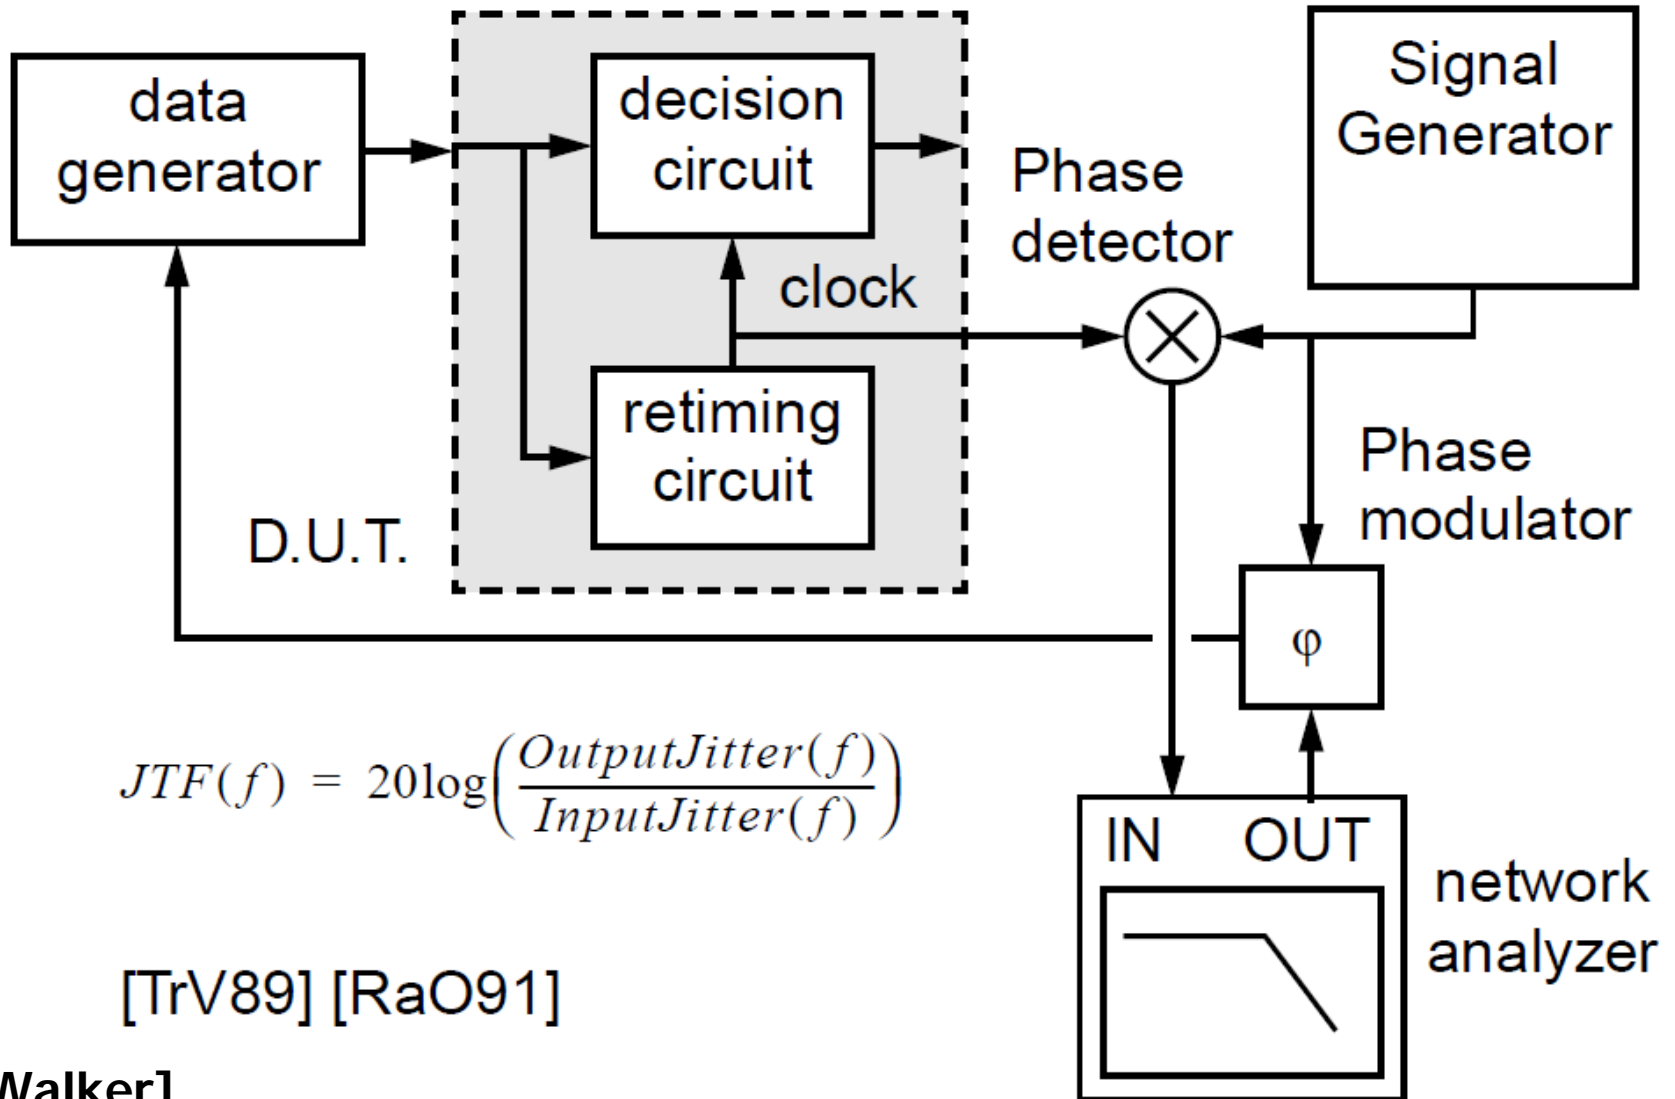 data
generator
decision
circuit
Signal
Generator
Phase
detector
clock
retiming
circuit
Phase
modulator
D.U.T.
φ
JTF(f) = 20log(OutputJitter(f)/InputJitter(f))
IN OUT
network
analyzer
[TrV89] [RaO91]
Walker]